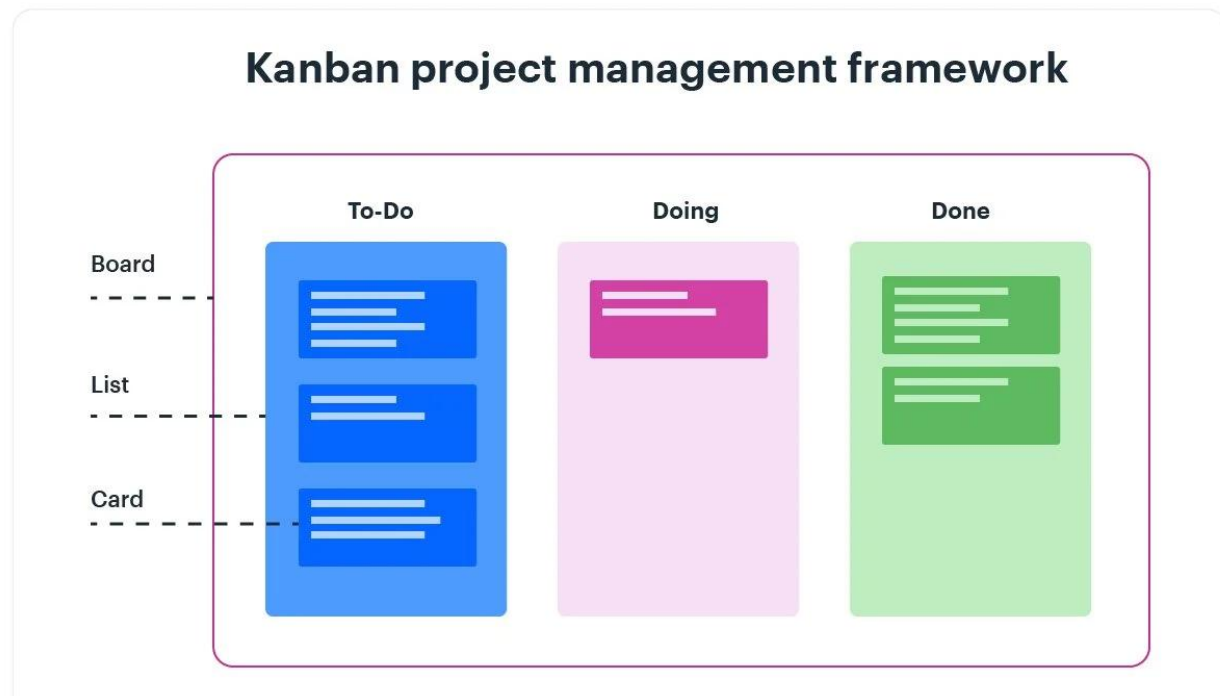 Kanban project management framework
To-Do
Doing
Done
Board
List
Card